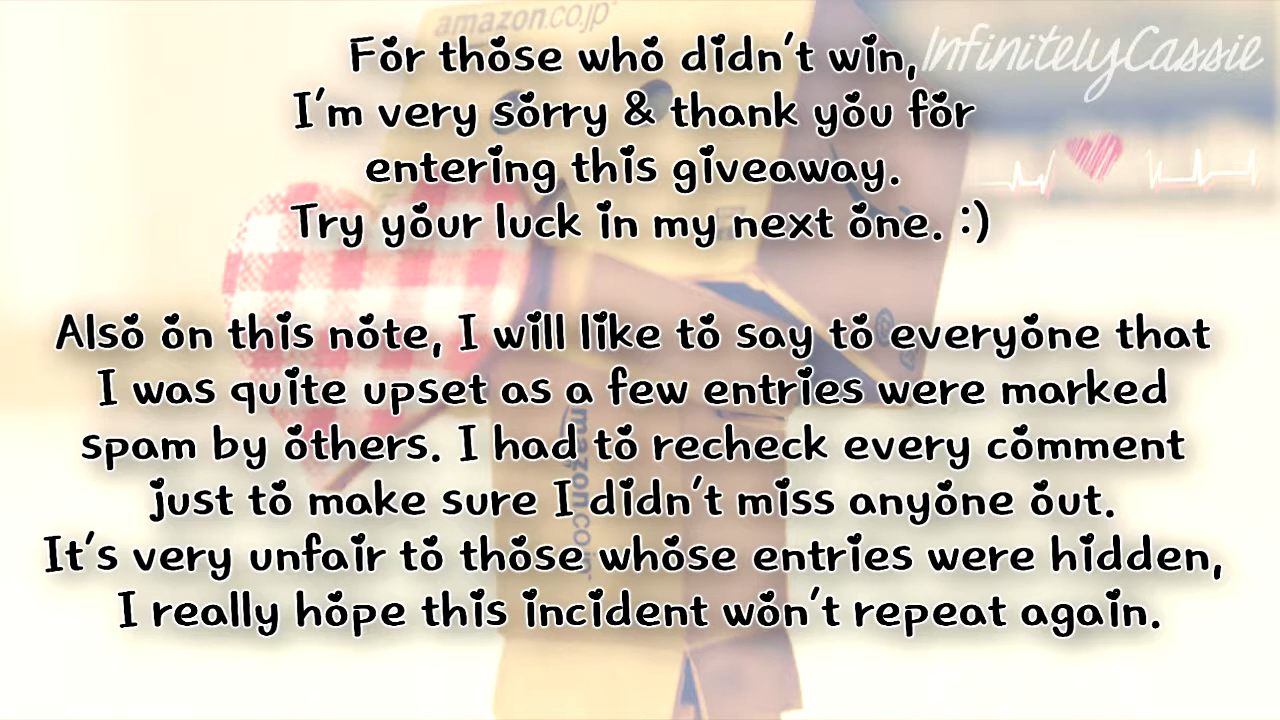 amazon.co.jp
InfinitelyCassie
For those who didn't win,
I'm very sorry & thank you for
entering this giveaway.
Try your luck in my next one. :)
Also on this note, I will like to say to everyone that
I was quite upset as a few entries were marked
spam by others. I had to recheck every comment
just to make sure I didn't miss anyone out.
It's very unfair to those whose entries were hidden,
I really hope this incident won't repeat again.